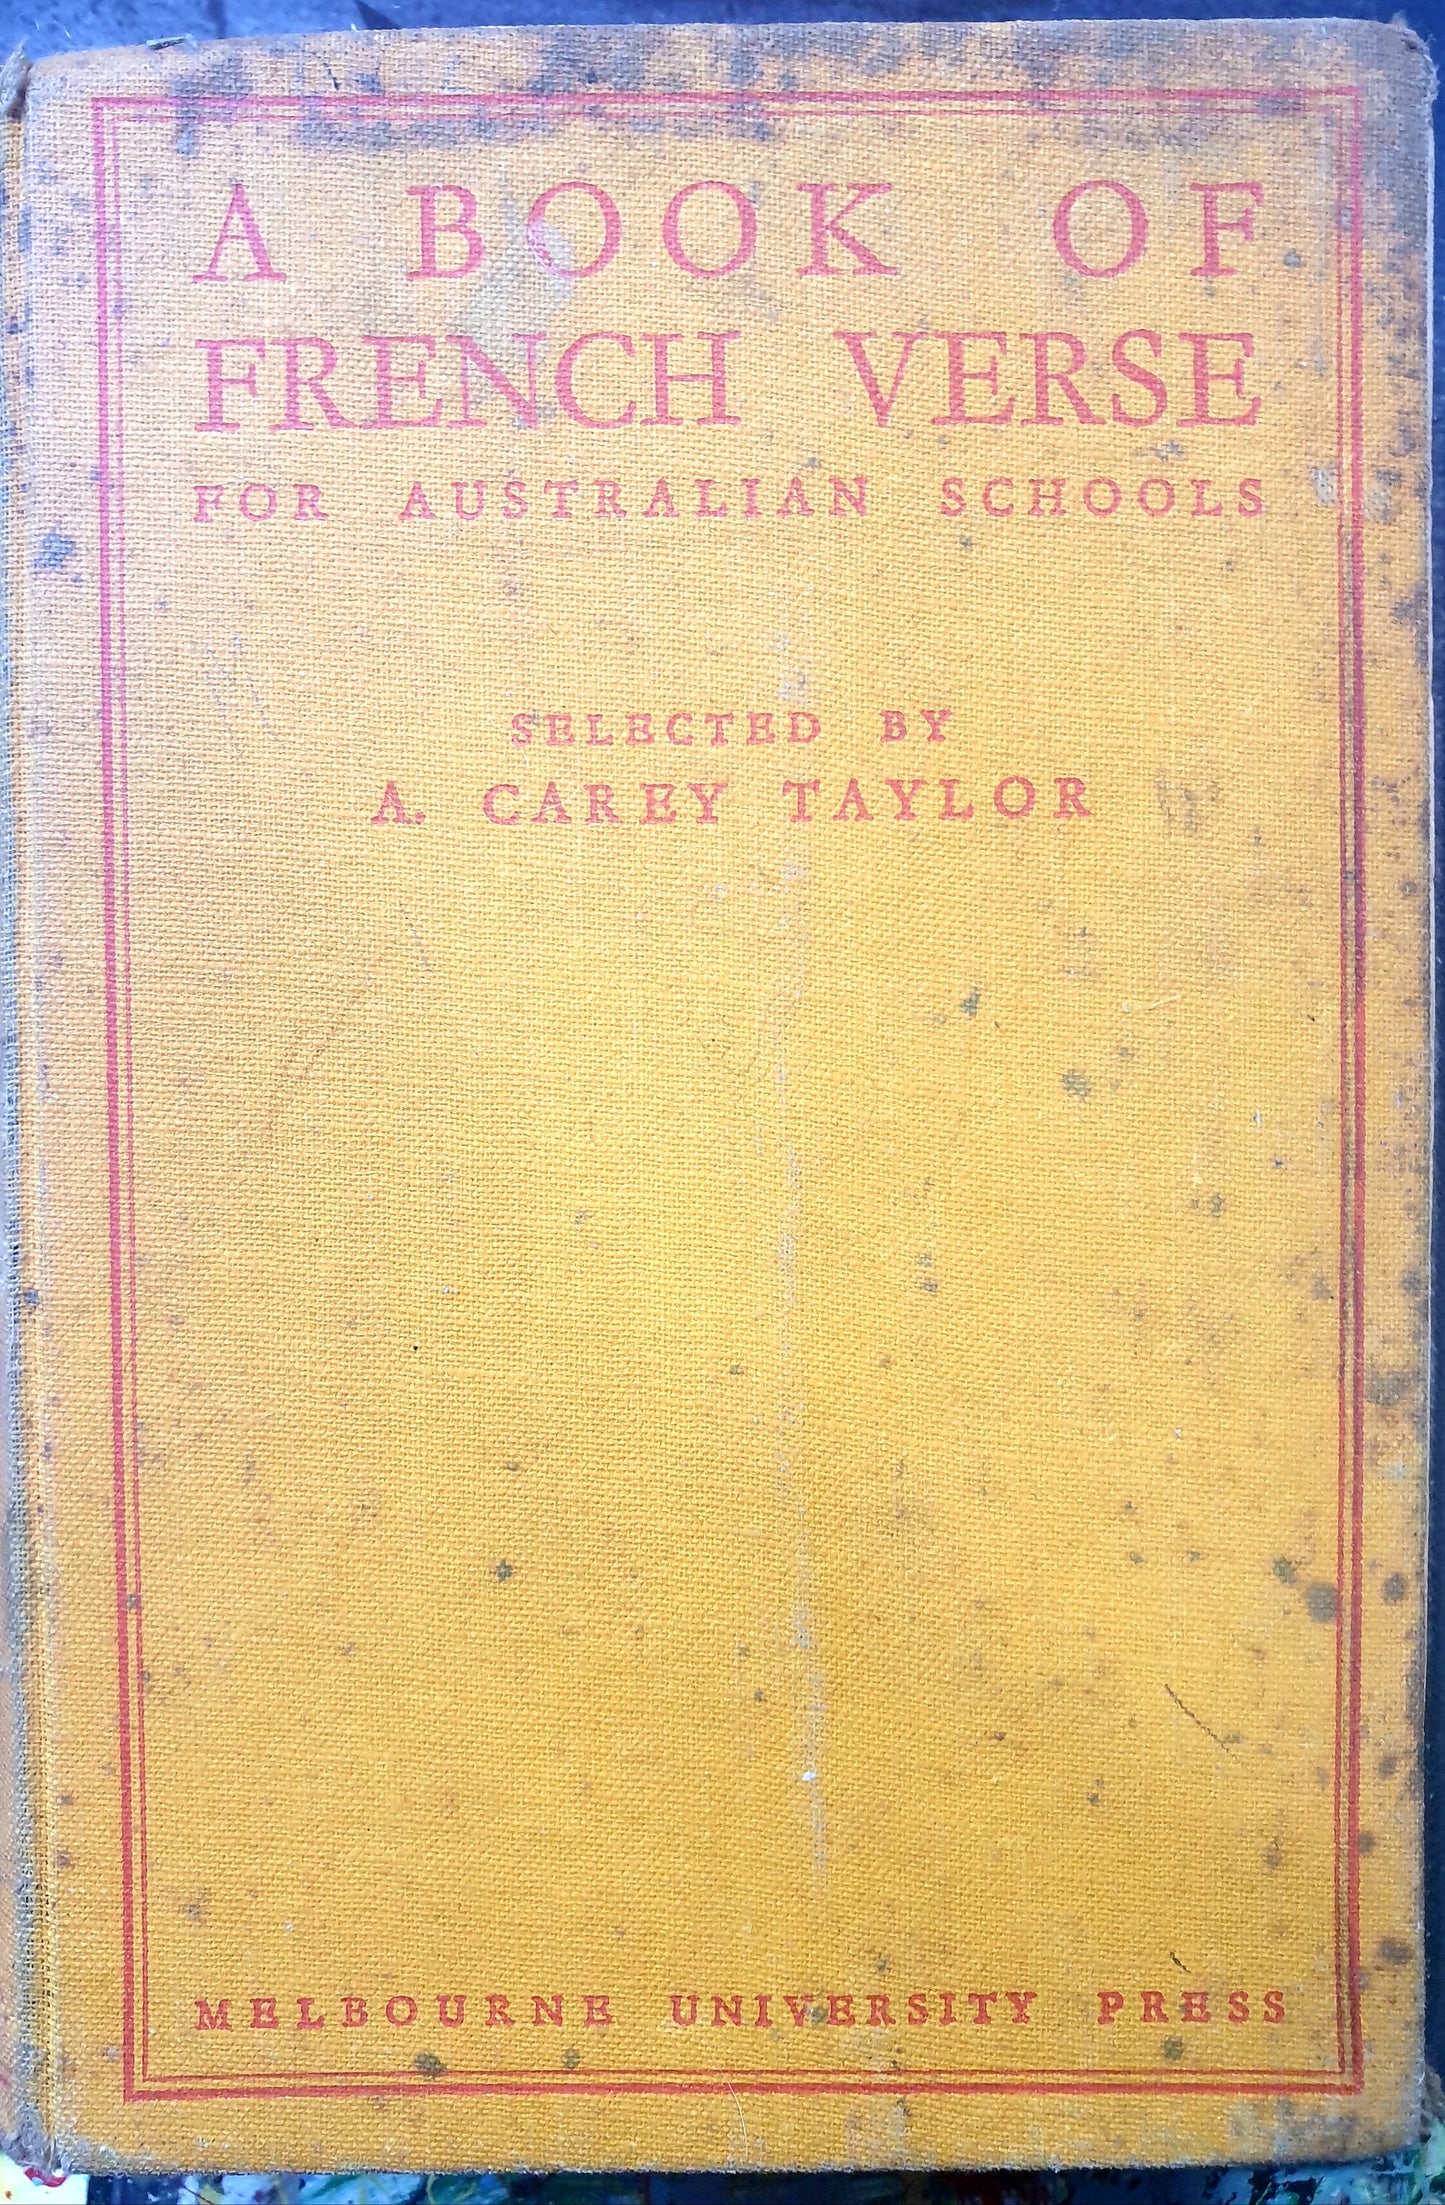 A BOOK OF
FRENCH VERSE
FOR AUSTRALIAN SCHOOLS
SELECTED BY
A. CAREY TAYLOR
MELBOURNE UNIVERSITY PRESS